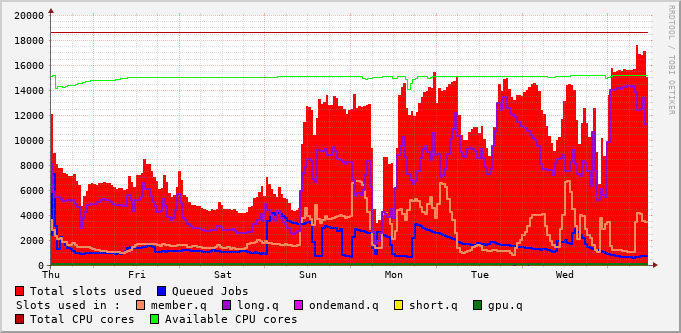 20000
18000
16000
14000
12000
10000
8000
6000
4000
2000
0
Thu Fri Sat Sun Mon Tue Wed
RRDTOOL / TOBI OETIKER
Total slots used Queued Jobs
Slots used in : member.q long.q ondemand.q short.q gpu.q
Total CPU cores Available CPU cores